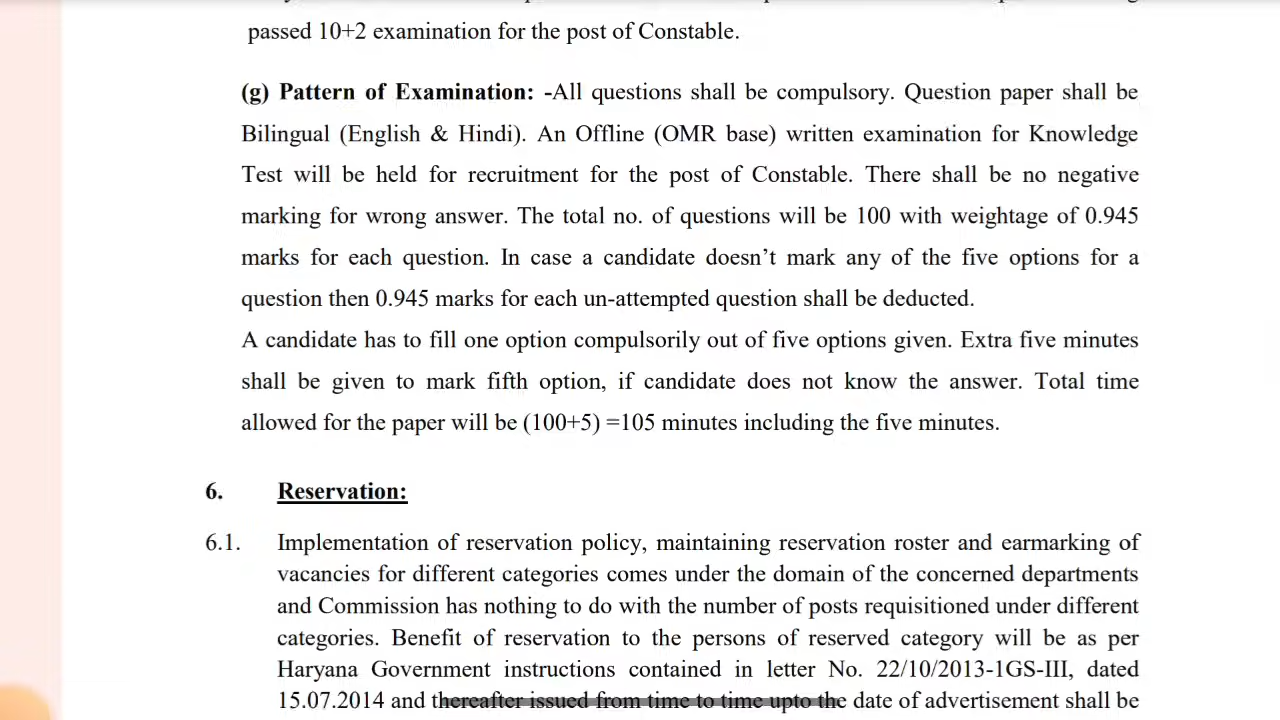 passed 10+2 examination for the post of Constable.
(g) Pattern of Examination: -All questions shall be compulsory. Question paper shall be
Bilingual (English & Hindi). An Offline (OMR base) written examination for Knowledge
Test will be held for recruitment for the post of Constable. There shall be no negative
marking for wrong answer. The total no. of questions will be 100 with weightage of 0.945
marks for each question. In case a candidate doesn't mark any of the five options for a
question then 0.945 marks for each un-attempted question shall be deducted.
A candidate has to fill one option compulsorily out of five options given. Extra five minutes
shall be given to mark fifth option, if candidate does not know the answer. Total time
allowed for the paper will be (100+5) =105 minutes including the five minutes.
6. Reservation:
6.1. Implementation of reservation policy, maintaining reservation roster and earmarking of
vacancies for different categories comes under the domain of the concerned departments
and Commission has nothing to do with the number of posts requisitioned under different
categories. Benefit of reservation to the persons of reserved category will be as per
Haryana Government instructions contained in letter No. 22/10/2013-1GS-III, dated
15.07.2014 and thereafter issued from time to time upto the date of advertisement shall be